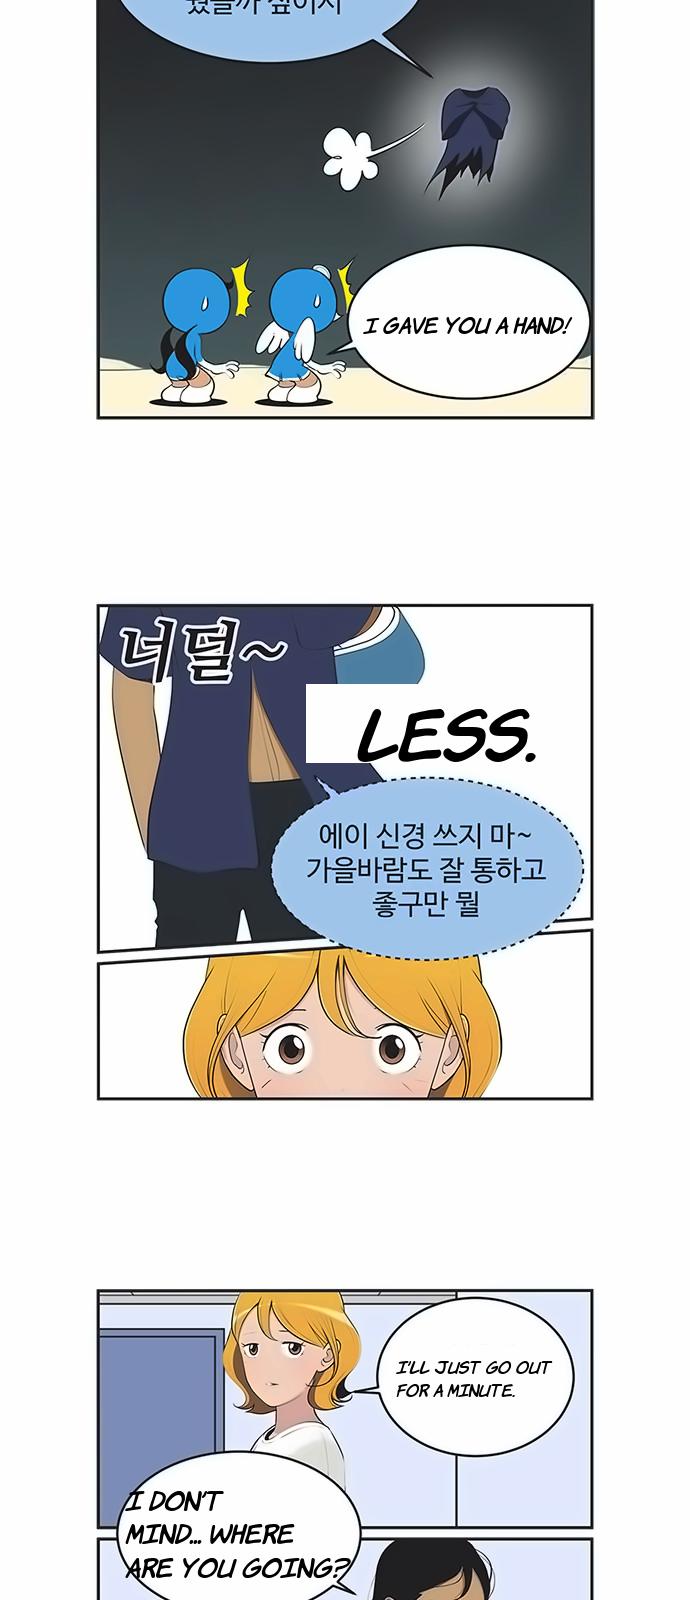 I GAVE YOU A HAND!
너덜~
LESS.
에이 신경 쓰지 마~
가을바람도 잘 통하고
좋구만 뭘
I'LL JUST GO OUT
FOR A MINUTE.
I DON'T
MIND... WHERE
ARE YOU GOING?